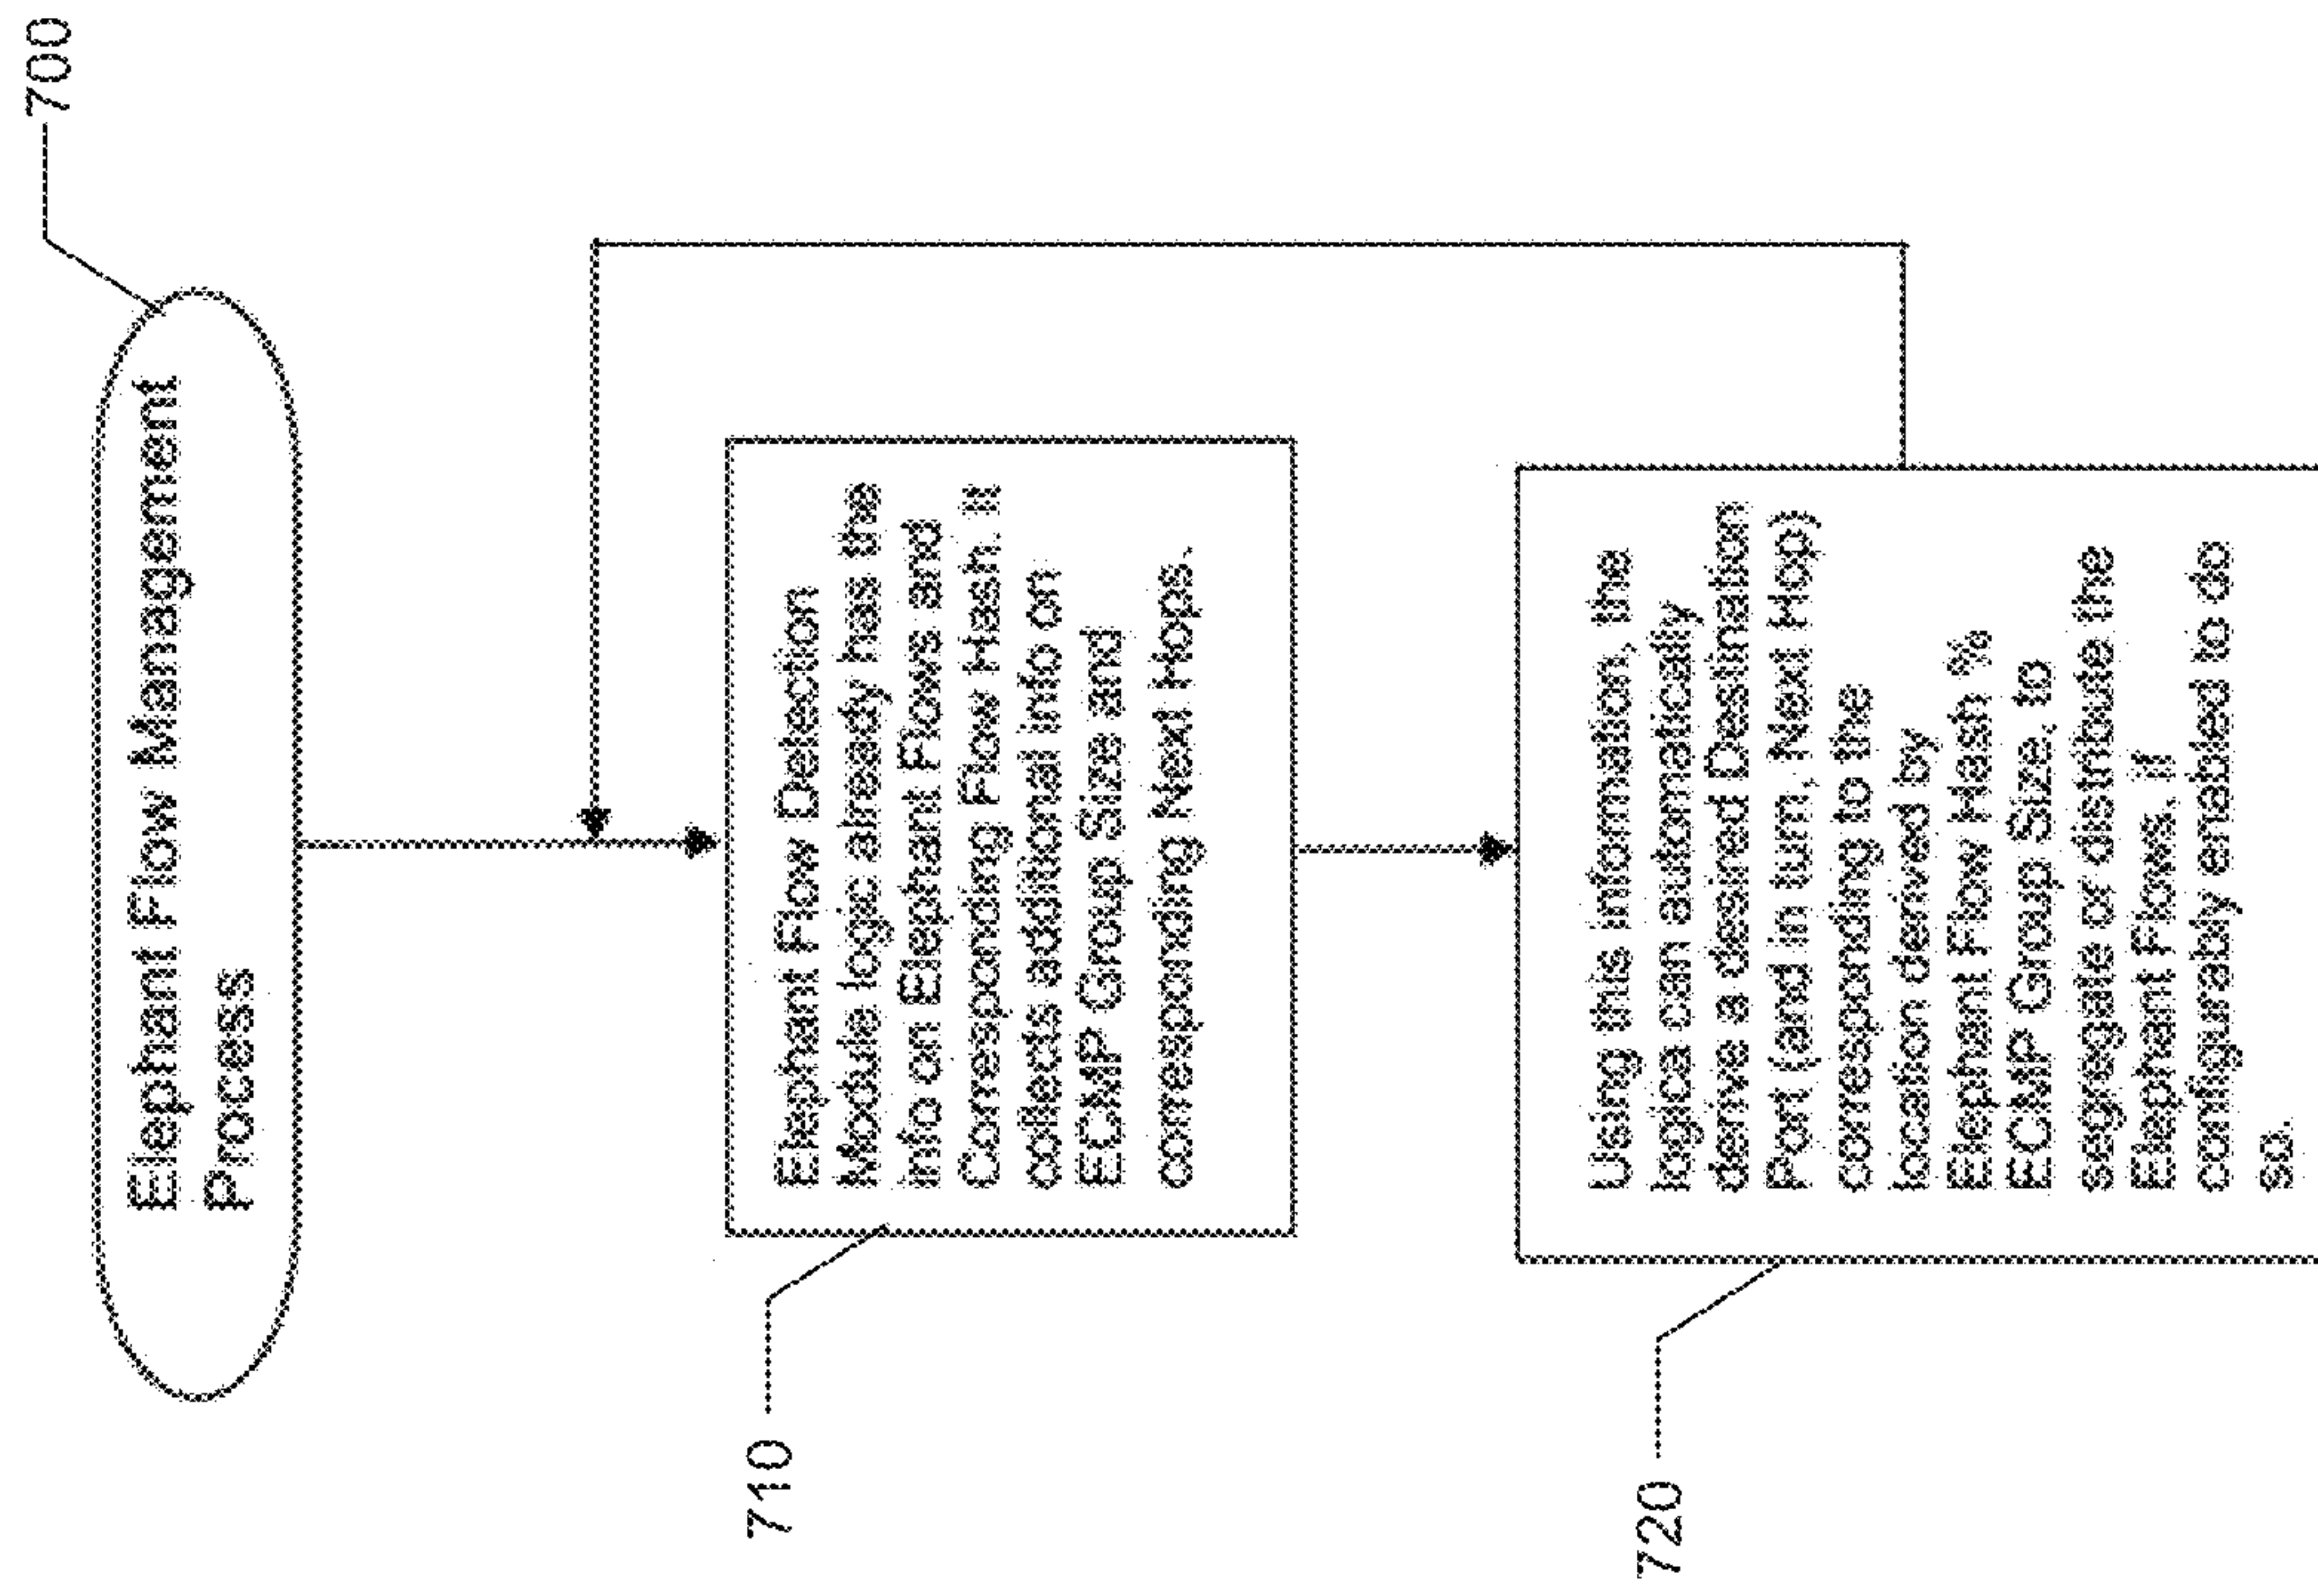 700
Elephant Flow Management
Process
710
Elephant Flow Detection
Module logic already has the
info on Elephant Flows and
Corresponding Flow Hash. It
collects additional info on
ECMP Group Size and
corresponding Next Hops.
720
Using this information, the
logica can automatically
derive a desired Destination
Port (and in turn, Next Hop)
corresponding to the
location derived by
Elephant Flow Hash %
ECMP Group Size, to
segregate or distribute the
Elephant Flows, if
configurably enabled to do
so.